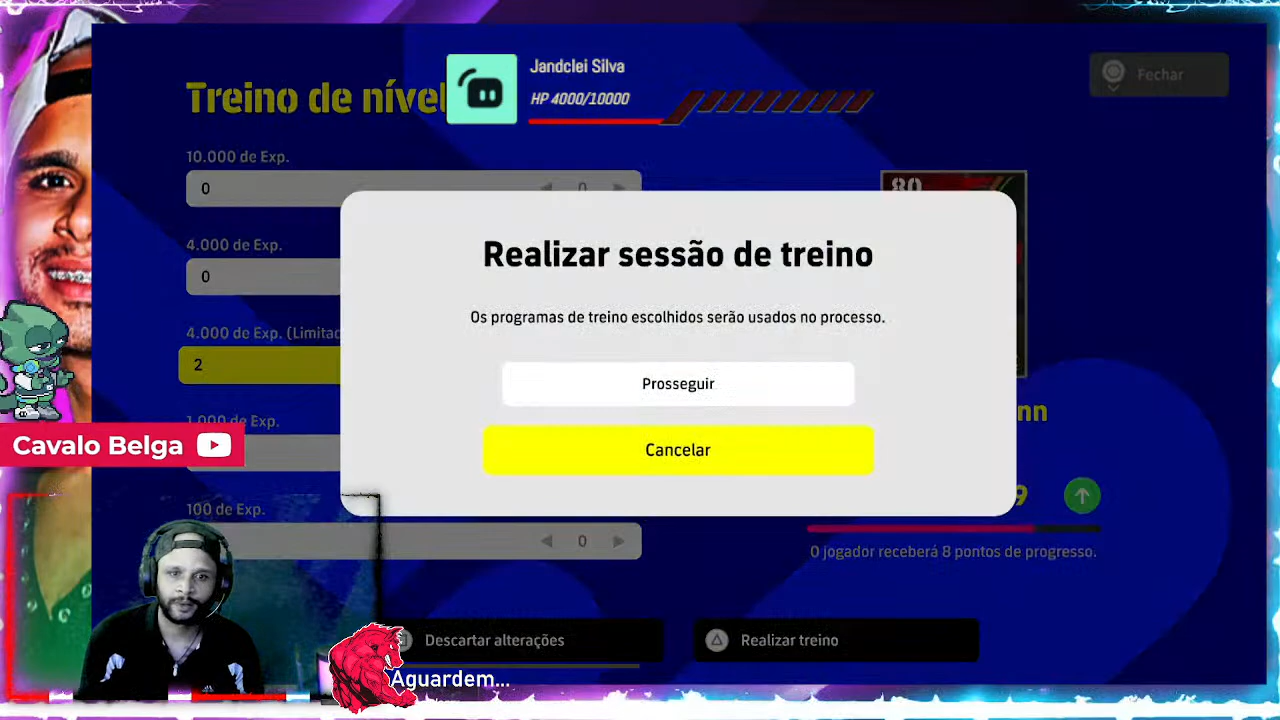 Treino de nível
Jandclei Silva
HP 4000/10000
Fechar
10.000 de Exp.
0
0
80
4.000 de Exp.
0
Realizar sessão de treino
Os programas de treino escolhidos serão usados no processo.
4.000 de Exp. (Limitad
2
Prosseguir
Cancelar
nn
1.000 de Exp.
Cavalo Belga
9
100 de Exp.
0
O jogador receberá 8 pontos de progresso.
Descartar alterações
Realizar treino
Aguardem...